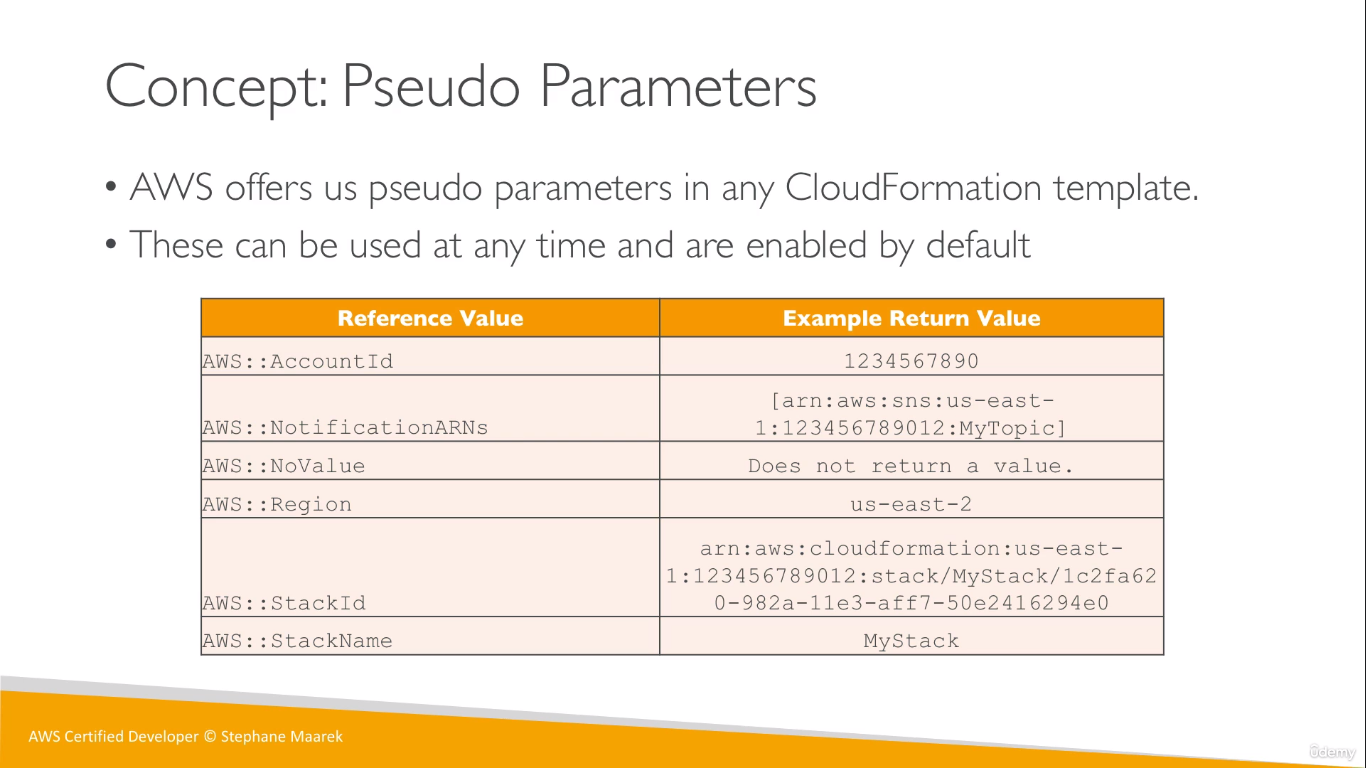 Concept: Pseudo Parameters
• AWS offers us pseudo parameters in any CloudFormation template.
• These can be used at any time and are enabled by default
Reference Value Example Return Value
AWS::AccountId 1234567890
[arn:aws:sns:us-east-
AWS::NotificationARNs 1:123456789012:MyTopic]
AWS::NoValue Does not return a value.
AWS::Region us-east-2
arn:aws:cloudformation:us-east-
1:123456789012:stack/MyStack/1c2fa62
AWS::StackId 0-982a-11e3-aff7-50e2416294e0
AWS::StackName MyStack
AWS Certified Developer © Stephane Maarek
ûdemy